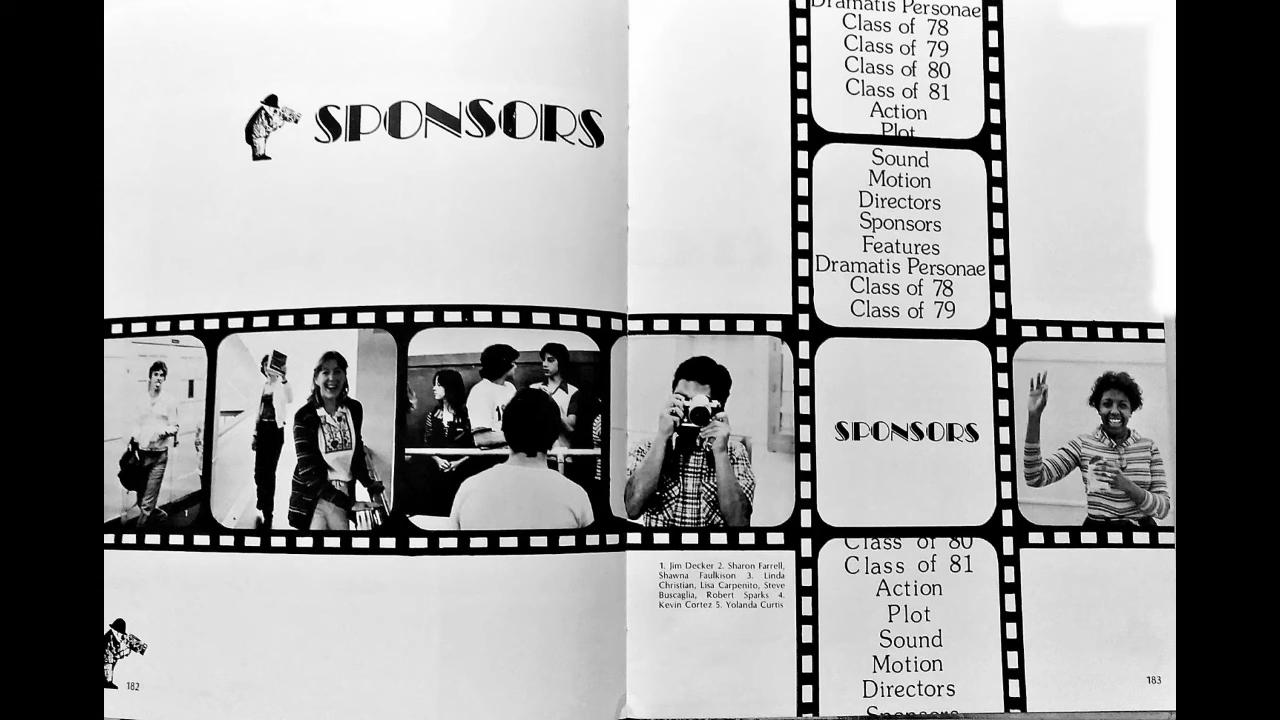 SPONSORS
182
Dramatis Personae
Class of 78
Class of 79
Class of 80
Class of 81
Action
Plot
Sound
Motion
Directors
Sponsors
Features
Dramatis Personae
Class of 78
Class of 79
SPONSORS
Class of 80
Class of 81
Action
Plot
Sound
Motion
Directors
Sponsors
1. Jim Decker 2. Sharon Farrell,
Shawna Faulkison 3. Linda
Christian, Lisa Carpenito, Steve
Buscaglia, Robert Sparks 4.
Kevin Cortez 5. Yolanda Curtis
183